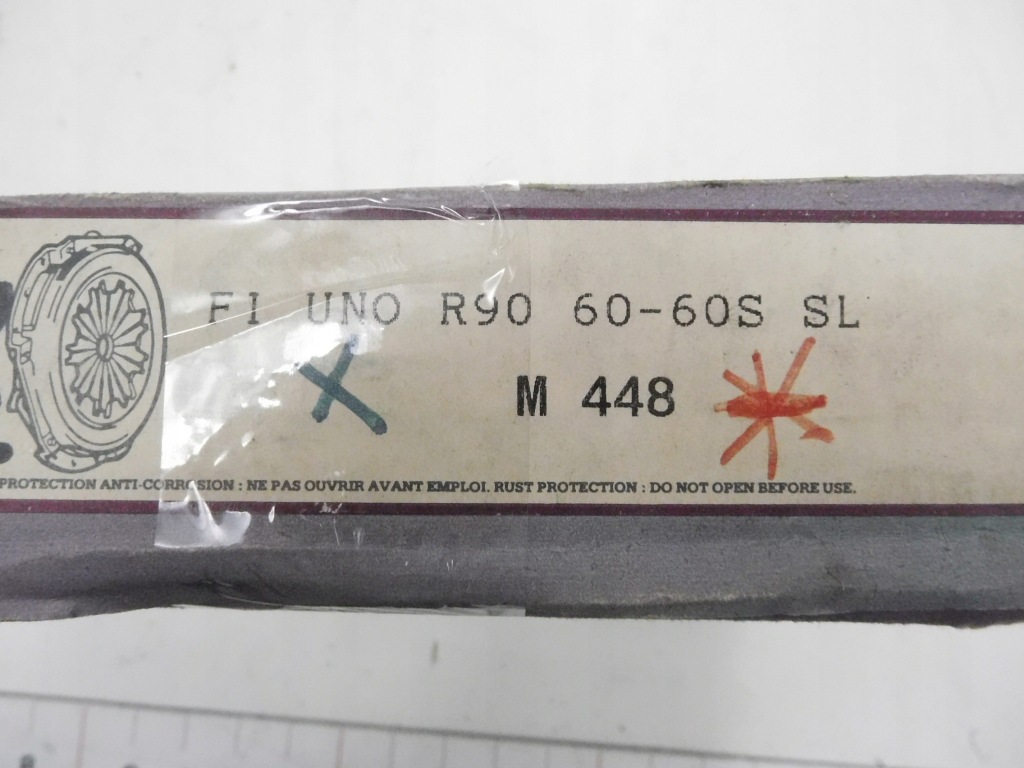 FI UNO R90 60-60S SL
M 448
PROTECTION ANTI-CORROSION : NE PAS OUVRIR AVANT EMPLOI. RUST PROTECTION : DO NOT OPEN BEFORE USE.